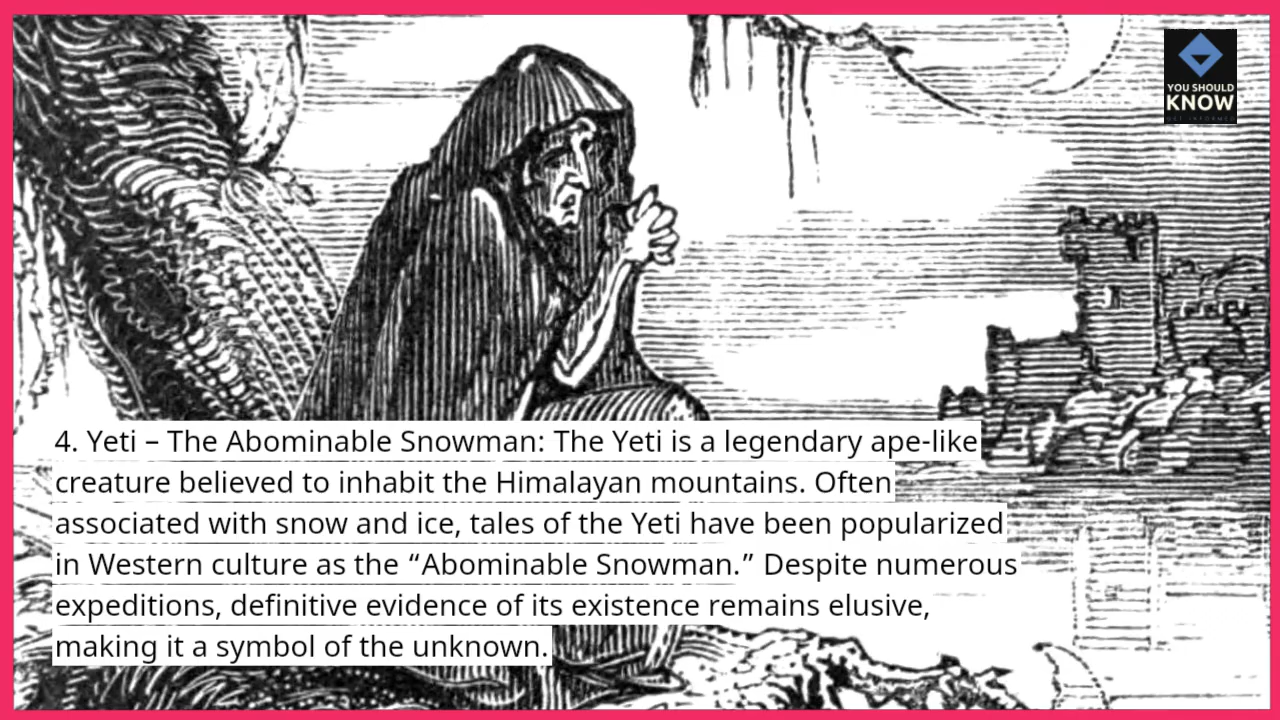 YOU SHOULD
KNOW
GET INFORMED
4. Yeti – The Abominable Snowman: The Yeti is a legendary ape-like
creature believed to inhabit the Himalayan mountains. Often
associated with snow and ice, tales of the Yeti have been popularized
in Western culture as the “Abominable Snowman.” Despite numerous
expeditions, definitive evidence of its existence remains elusive,
making it a symbol of the unknown.